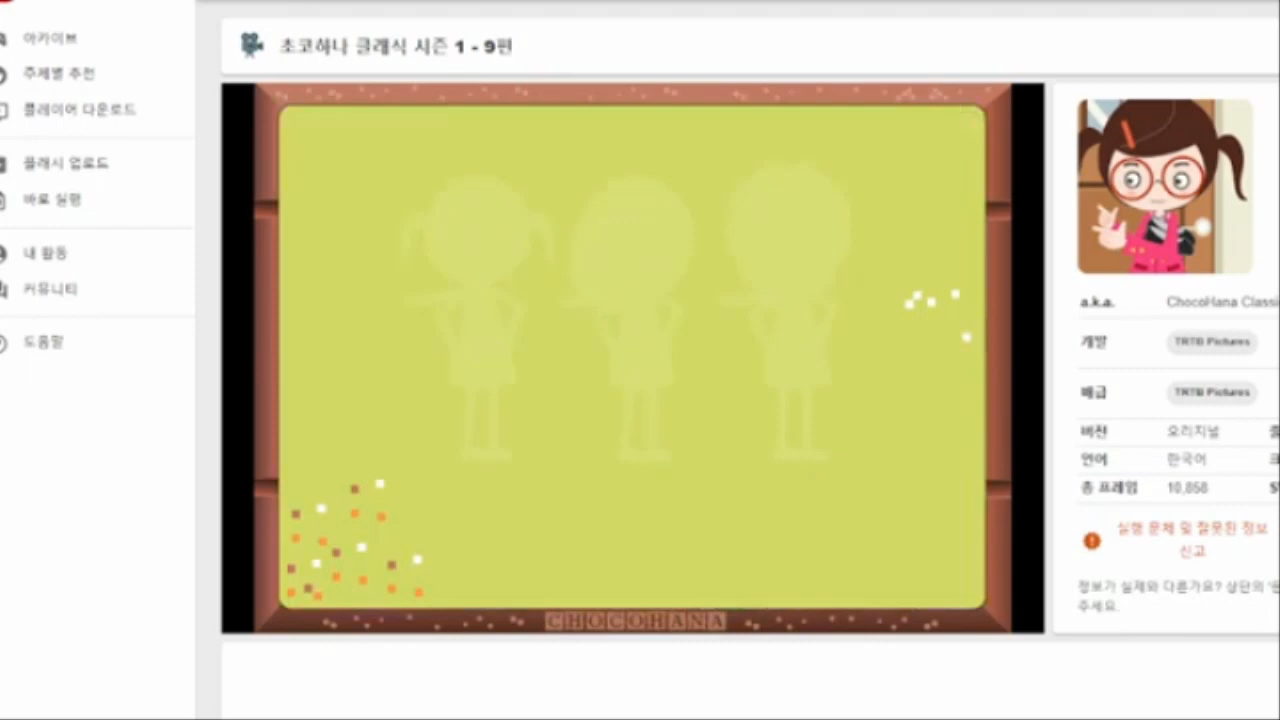 아카이브
주제별 추천
플레이어 다운로드
플래시 업로드
바로 실행
내 활동
커뮤니티
도움말
초코하나 클래식 시즌 1 - 9편
CHOCOHANA
a.k.a. ChocoHana Classi
개발 TRTB Pictures
배급 TRTB Pictures
버전 오리지널
언어 한국어
총 프레임 10,858
실행 문제 및 잘못된 정보
신고
정보가 실제와 다른가요? 상단의
주세요.